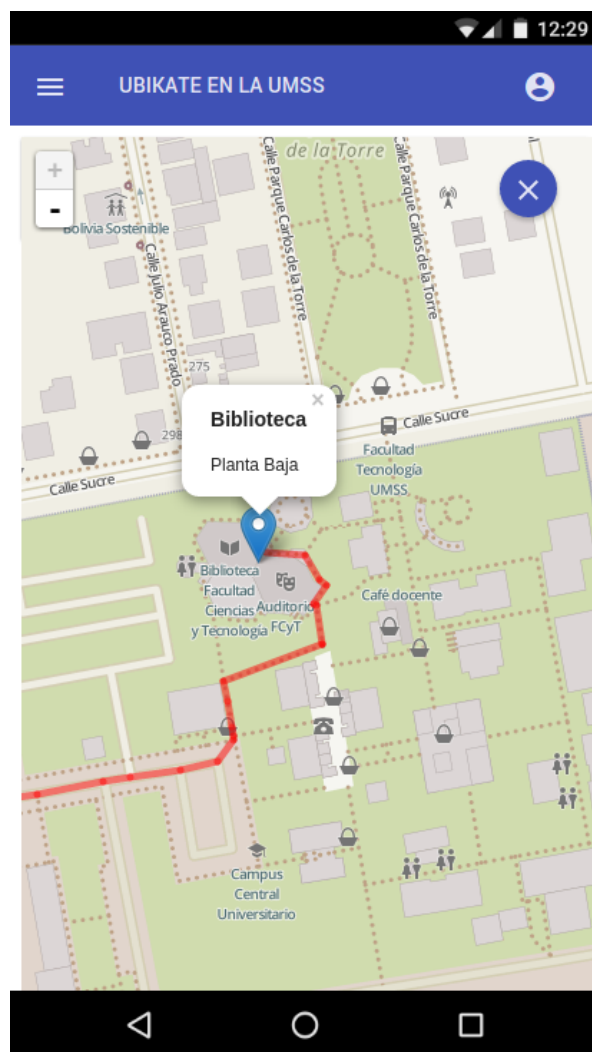 12:29
UBIKATE EN LA UMSS
de la Torre
+
-
Bolivia Sostenible
Calle Julio Arauco Prado
Calle Parque Carlos de la Torre
Calle Parque Carlos de la Torre
275
298
×
Biblioteca
Planta Baja
Calle Sucre
Calle Sucre
Facultad
Tecnología
UMSS
Biblioteca
Facultad
Ciencias
y Tecnología
Auditorio
FCyT
Café docente
Campus
Central
Universitario